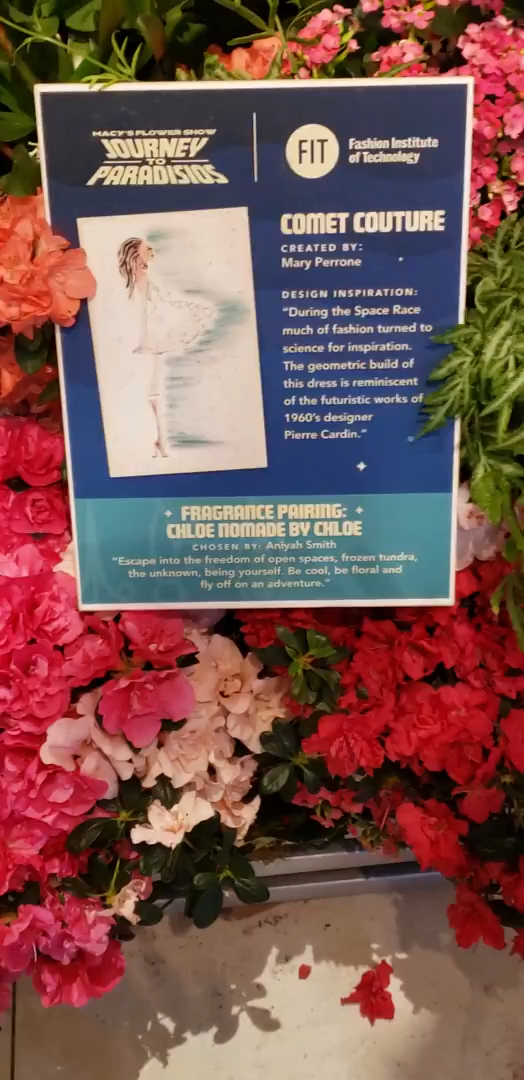 MACY'S FLOWER SHOW
JOURNEY
TO
PARADISIOS
FIT
Fashion Institute
of Technology
COMET COUTURE
CREATED BY:
Mary Perrone
DESIGN INSPIRATION:
"During the Space Race
much of fashion turned to
science for inspiration.
The geometric build of
this dress is reminiscent
of the futuristic works of
1960's designer
Pierre Cardin."
FRAGRANCE PAIRING:
CHLOE NOMADE BY CHLOE
CHOSEN BY: Aniyah Smith
"Escape into the freedom of open spaces, frozen tundra,
the unknown, being yourself. Be cool, be floral and
fly off on an adventure."